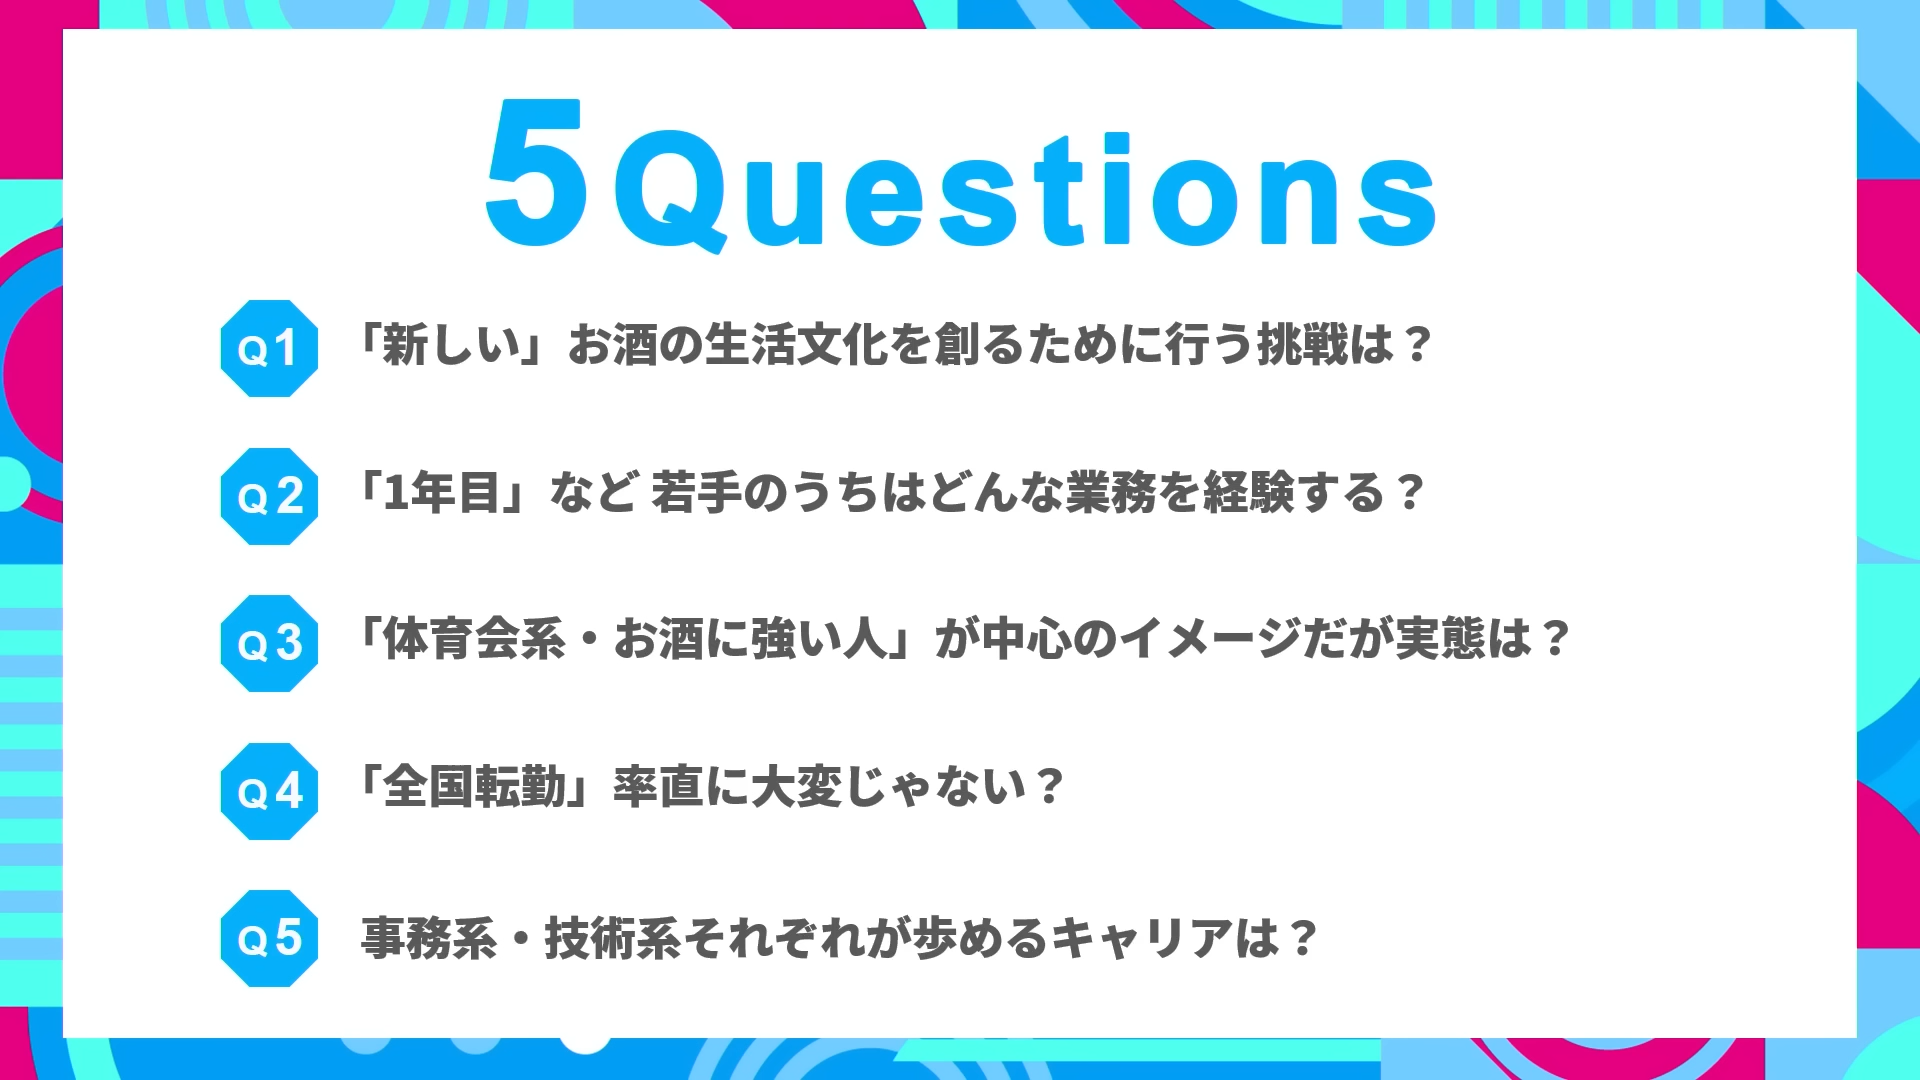 5Questions
Q1 「新しい」お酒の生活文化を創るために行う挑戦は？
Q2 「1年目」など 若手のうちはどんな業務を経験する？
Q3 「体育会系・お酒に強い人」が中心のイメージだが実態は？
Q4 「全国転勤」率直に大変じゃない？
Q5 事務系・技術系それぞれが歩めるキャリアは？